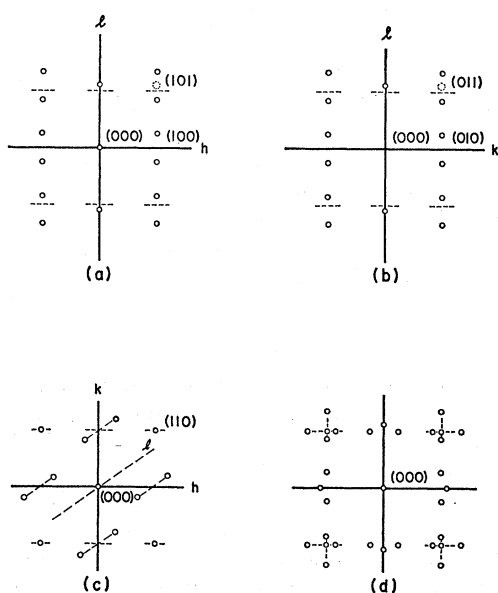 ℓ
(101)
(000) (100)
h
(a)
ℓ
(011)
(000) (010)
k
(b)
k
(110)
ℓ
(000)
h
(c)
(000)
(d)